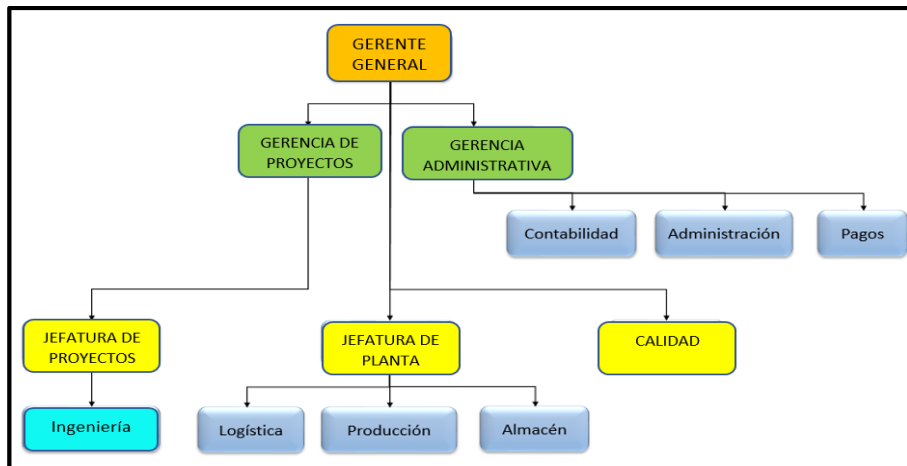 GERENTE
GENERAL
GERENCIA DE
PROYECTOS
GERENCIA
ADMINISTRATIVA
Contabilidad
Administración
Pagos
JEFATURA DE
PROYECTOS
JEFATURA DE
PLANTA
CALIDAD
Ingeniería
Logística
Producción
Almacén